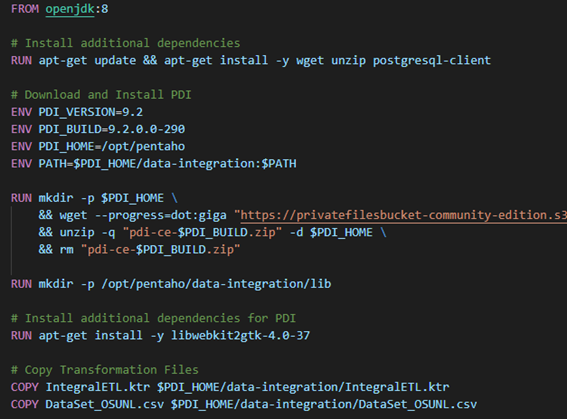 FROM openjdk:8
# Install additional dependencies
RUN apt-get update && apt-get install -y wget unzip postgresql-client
# Download and Install PDI
ENV PDI_VERSION=9.2
ENV PDI_BUILD=9.2.0.0-290
ENV PDI_HOME=/opt/pentaho
ENV PATH=$PDI_HOME/data-integration:$PATH
RUN mkdir -p $PDI_HOME \
&& wget --progress=dot:giga "https://privatefilesbucket-community-edition.s3
&& unzip -q "pdi-ce-$PDI_BUILD.zip" -d $PDI_HOME \
&& rm "pdi-ce-$PDI_BUILD.zip"
RUN mkdir -p /opt/pentaho/data-integration/lib
# Install additional dependencies for PDI
RUN apt-get install -y libwebkit2gtk-4.0-37
# Copy Transformation Files
COPY IntegralETL.ktr $PDI_HOME/data-integration/IntegralETL.ktr
COPY DataSet_OSUNL.csv $PDI_HOME/data-integration/DataSet_OSUNL.csv